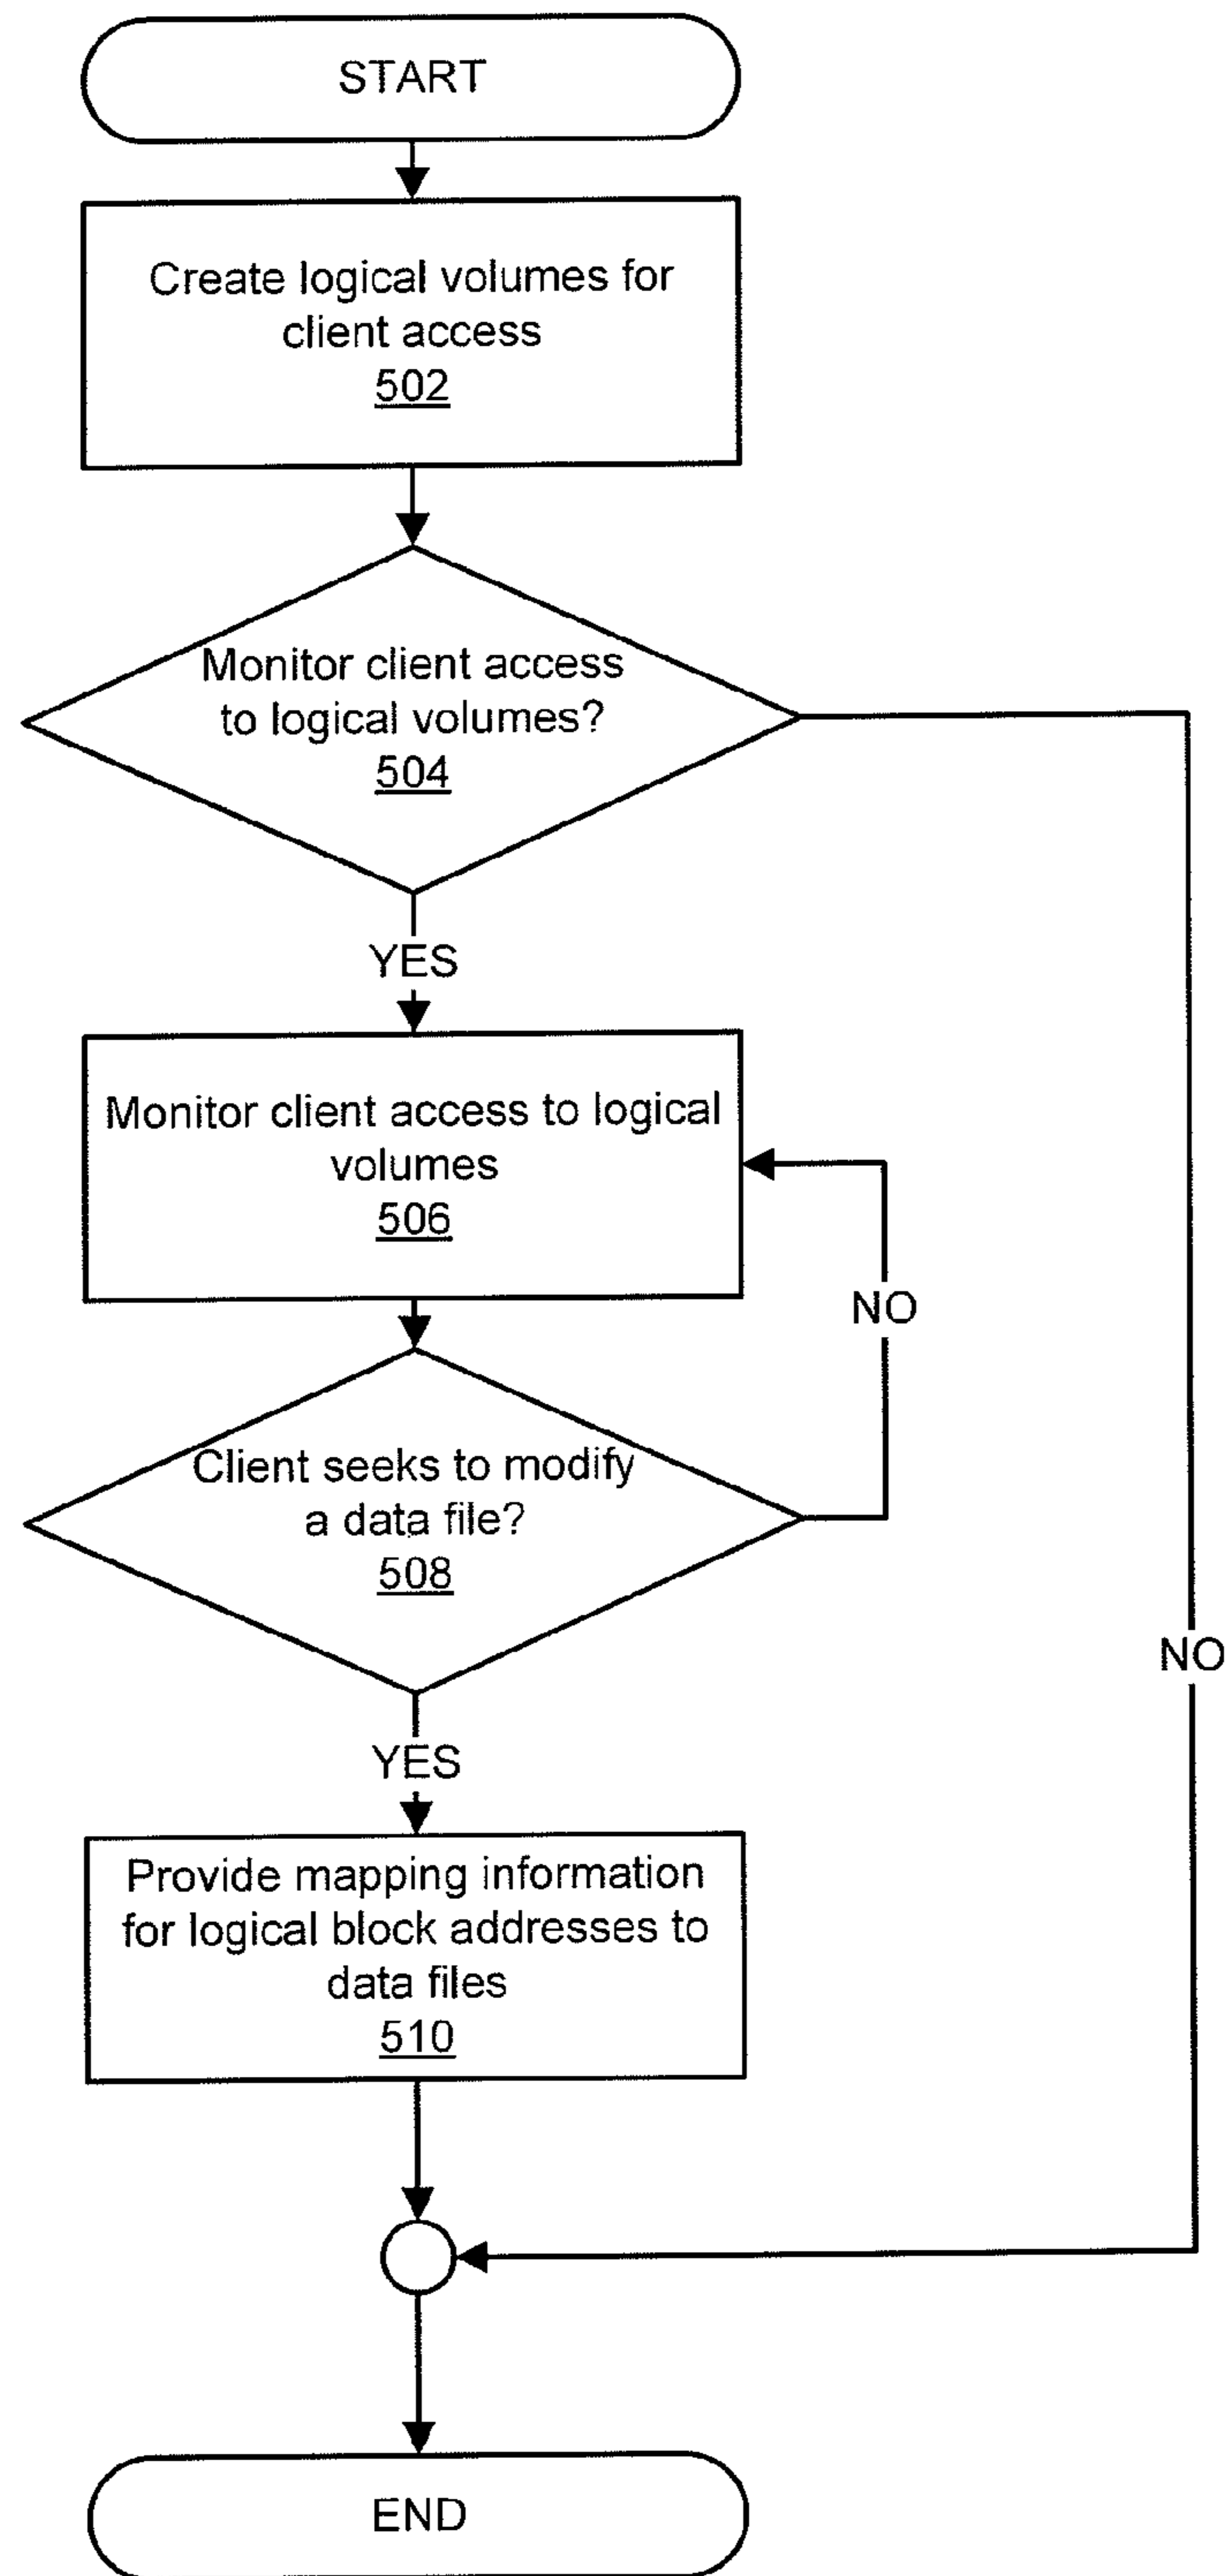 START
Create logical volumes for
client access
502
Monitor client access
to logical volumes?
504
YES
Monitor client access to logical
volumes
506
NO
Client seeks to modify
a data file?
508
NO
YES
Provide mapping information
for logical block addresses to
data files
510
END